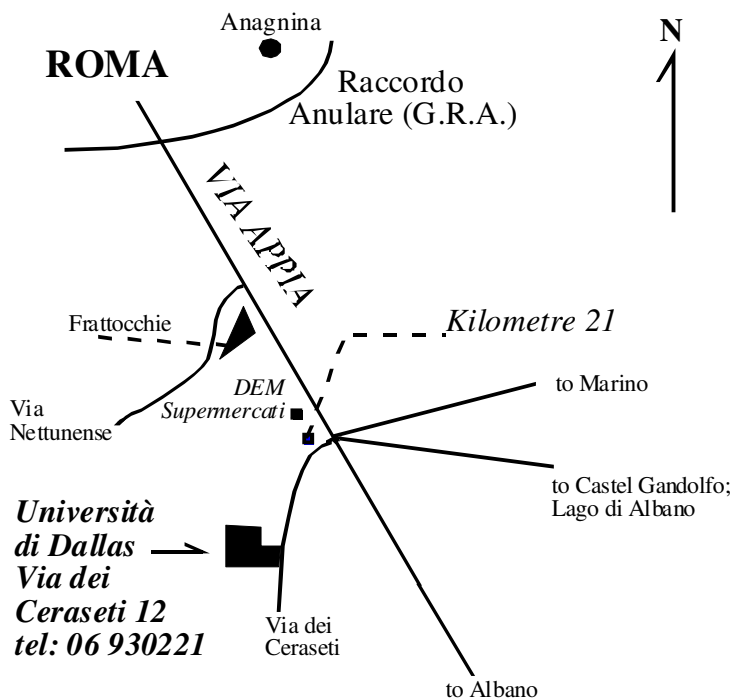 Anagnina
N
ROMA
Raccordo
Anulare (G.R.A.)
VIA APPIA
Frattocchie
Kilometre 21
DEM
Supermercati
to Marino
Via
Nettunense
to Castel Gandolfo;
Lago di Albano
Università
di Dallas
Via dei
Ceraseti 12
tel: 06 930221
Via dei
Ceraseti
to Albano